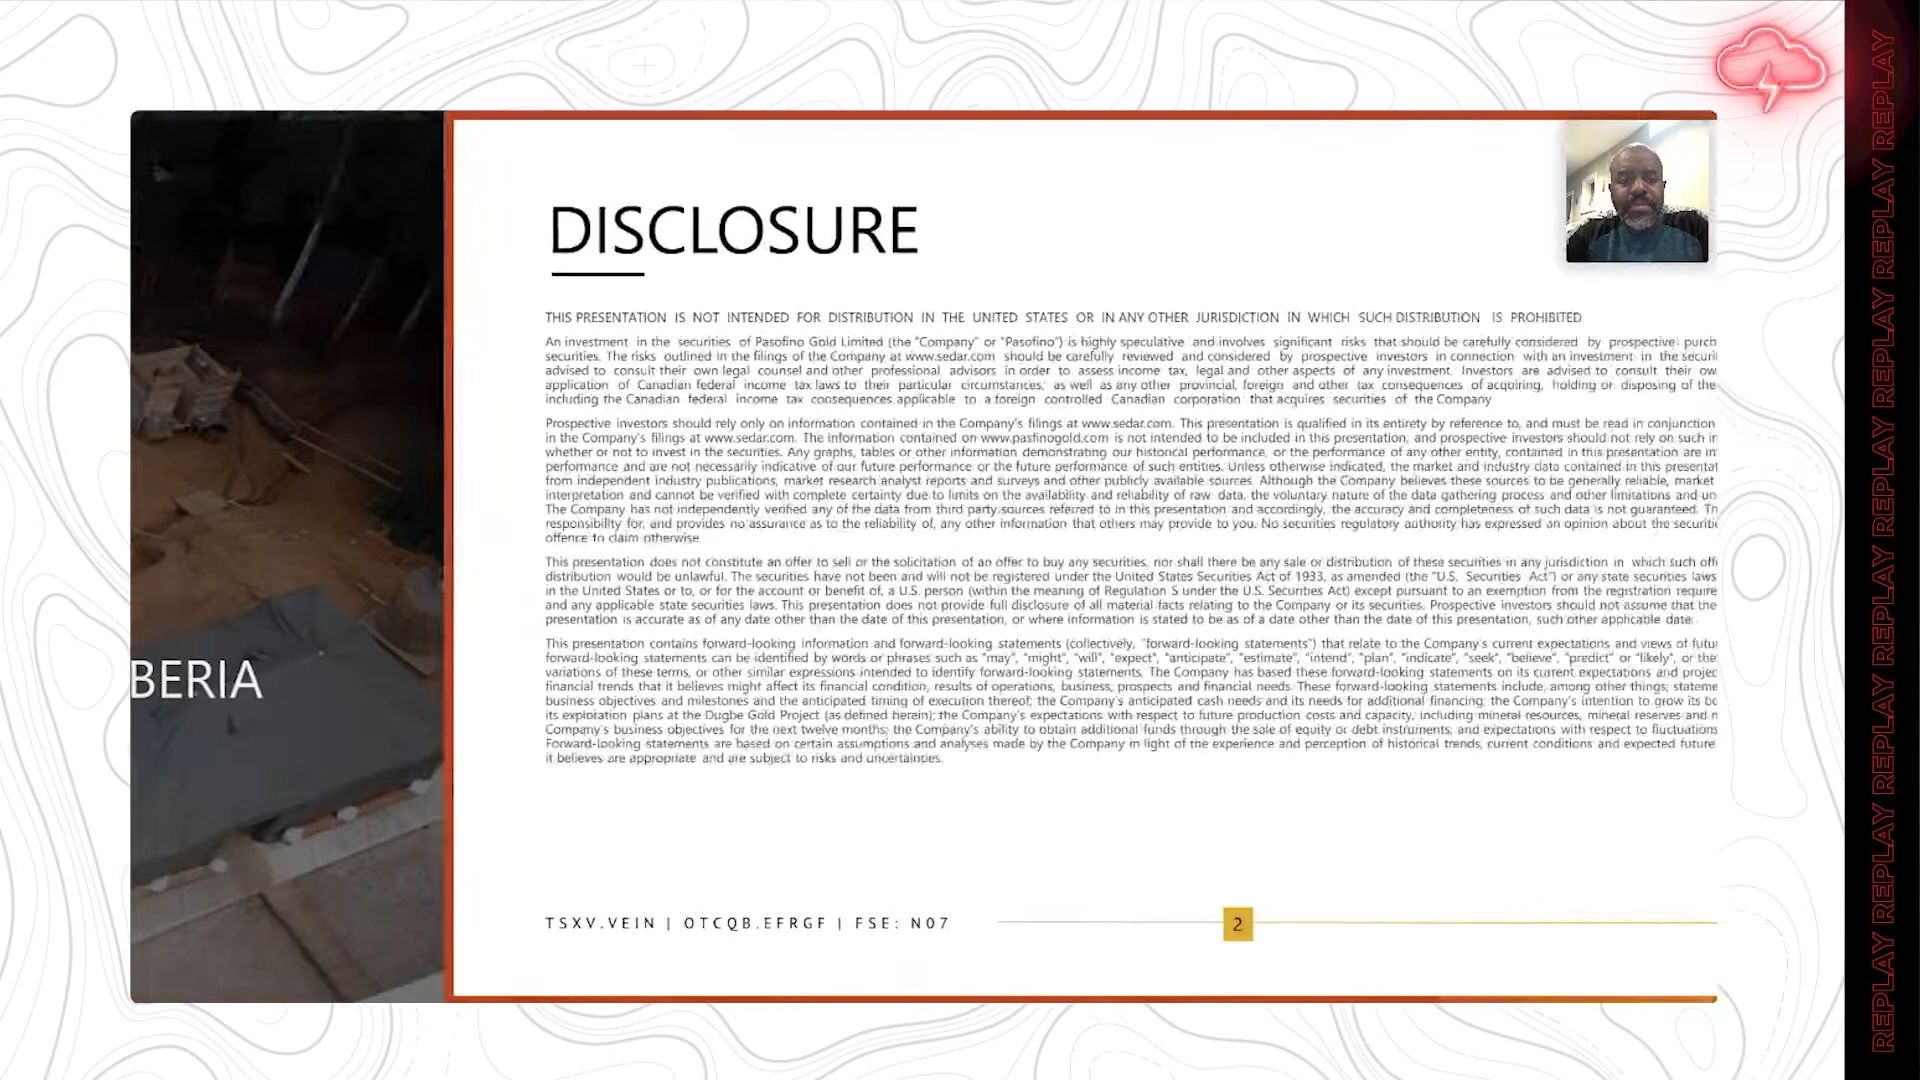 DISCLOSURE
THIS PRESENTATION IS NOT INTENDED FOR DISTRIBUTION IN THE UNITED STATES OR IN ANY OTHER JURISDICTION IN WHICH SUCH DISTRIBUTION IS PROHIBITED
An investment in the securities of Pasofino Gold Limited (the "Company" or "Pasofino") is highly speculative and involves significant risks that should be carefully considered by prospective purch
securities. The risks outlined in the filings of the Company at www.sedar.com should be carefully reviewed and considered by prospective investors in connection with an investment in the securi
advised to consult their own legal counsel and other professional advisors in order to assess income tax, legal and other aspects of any investment. Investors are advised to consult their ow
application of Canadian federal income tax laws to their particular circumstances, as well as any other provincial, foreign and other tax consequences of acquiring, holding or disposing of the
including the Canadian federal income tax consequences applicable to a foreign controlled Canadian corporation that acquires securities of the Company
Prospective investors should rely only on information contained in the Company's filings at www.sedar.com. This presentation is qualified in its entirety by reference to, and must be read in conjunction
in the Company's filings at www.sedar.com. The information contained on www.pasfinogold.com is not intended to be included in this presentation, and prospective investors should not rely on such ir
whether or not to invest in the securities. Any graphs, tables or other information demonstrating our historical performance, or the performance of any other entity, contained in this presentation are in
performance and are not necessarily indicative of our future performance or the future performance of such entities. Unless otherwise indicated, the market and industry data contained in this presentat
from independent industry publications, market research analyst reports and surveys and other publicly available sources. Although the Company believes these sources to be generally reliable, market
interpretation and cannot be verified with complete certainty due to limits on the availability and reliability of raw data, the voluntary nature of the data gathering process and other limitations and un
The Company has not independently verified any of the data from third party sources referred to in this presentation and accordingly, the accuracy and completeness of such data is not guaranteed. Th
responsibility for, and provides no assurance as to the reliability of, any other information that others may provide to you. No securities regulatory authority has expressed an opinion about the securitie
offence to claim otherwise.
This presentation does not constitute an offer to sell or the solicitation of an offer to buy any securities, nor shall there be any sale or distribution of these securities in any jurisdiction in which such off
distribution would be unlawful. The securities have not been and will not be registered under the United States Securities Act of 1933, as amended (the "U.S. Securities Act") or any state securities laws
in the United States or to, or for the account or benefit of, a U.S. person (within the meaning of Regulation S under the U.S. Securities Act) except pursuant to an exemption from the registration require
and any applicable state securities laws. This presentation does not provide full disclosure of all material facts relating to the Company or its securities. Prospective investors should not assume that the
presentation is accurate as of any date other than the date of this presentation, or where information is stated to be as of a date other than the date of this presentation, such other applicable date.
This presentation contains forward-looking information and forward-looking statements (collectively, "forward-looking statements") that relate to the Company's current expectations and views of futu
forward-looking statements can be identified by words or phrases such as "may", "might", "will", "expect", "anticipate", "estimate", "intend", "plan", "indicate", "seek", "believe", "predict" or "likely", or the
variations of these terms, or other similar expressions intended to identify forward-looking statements. The Company has based these forward-looking statements on its current expectations and projec
financial trends that it believes might affect its financial condition, results of operations, business, prospects and financial needs. These forward-looking statements include, among other things, stateme
business objectives and milestones and the anticipated timing of execution thereof; the Company's anticipated cash needs and its needs for additional financing; the Company's intention to grow its bu
its exploration plans at the Dugbe Gold Project (as defined herein); the Company's expectations with respect to future production costs and capacity, including mineral resources, mineral reserves and n
Company's business objectives for the next twelve months; the Company's ability to obtain additional funds through the sale of equity or debt instruments; and expectations with respect to fluctuations
Forward-looking statements are based on certain assumptions and analyses made by the Company in light of the experience and perception of historical trends, current conditions and expected future
it believes are appropriate and are subject to risks and uncertainties.
BERIA
TSXV.VEIN | OTCQB.EFRGF | FSE: N07
2
REPLAY REPLAY REPLAY REPLAY REPLAY REPLAY REPLAY REPLAY REPLAY REPLAY REPLAY REPLAY